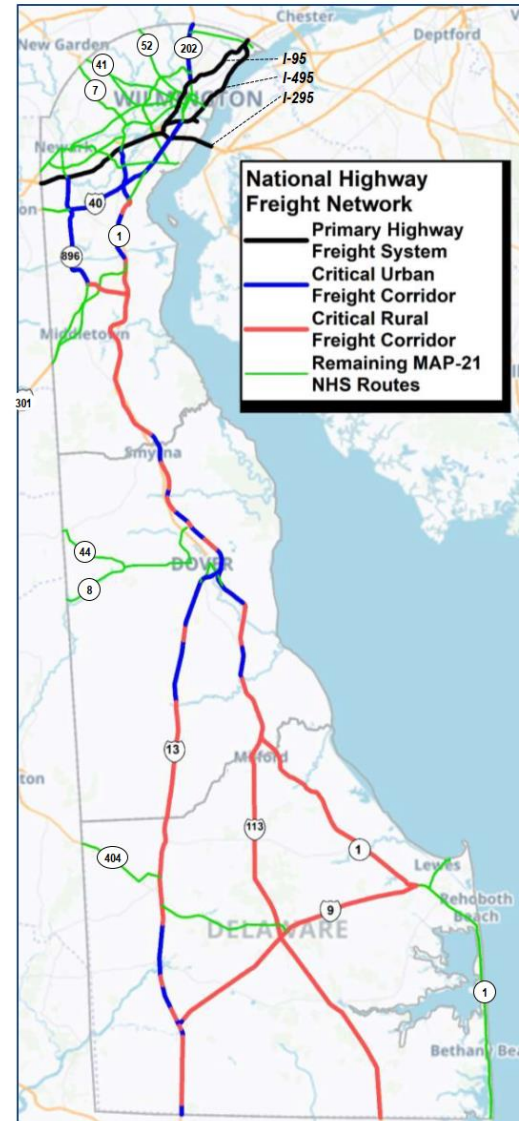 Chester
Deptford
New Garden
52
202
41
I-95
7
I-495
WILMINGTON
I-295
Newark
National Highway
Freight Network
Primary Highway
Freight System
Critical Urban
Freight Corridor
Critical Rural
Freight Corridor
Remaining MAP-21
NHS Routes
40
1
896
Middletown
301
Smyrna
44
DOVER
8
13
Milford
ton
113
404
1
Lewes
9
Rehoboth
Beach
DELAWARE
1
Bethany Bea